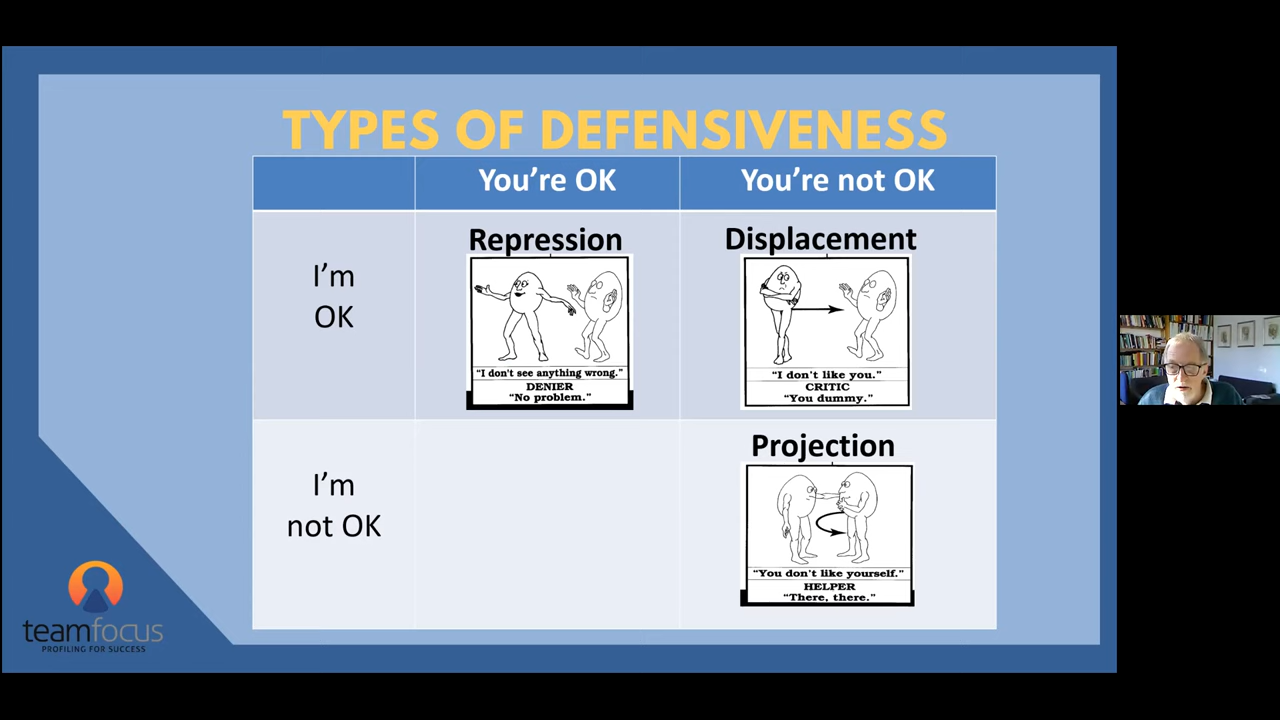 TYPES OF DEFENSIVENESS
You're OK
You're not OK
I'm
OK
Repression
"I don't see anything wrong."
DENIER
"No problem."
Displacement
"I don't like you."
CRITIC
"You dummy."
I'm
not OK
Projection
"You don't like yourself."
HELPER
"There, there."
teamfocus
PROFILING FOR SUCCESS